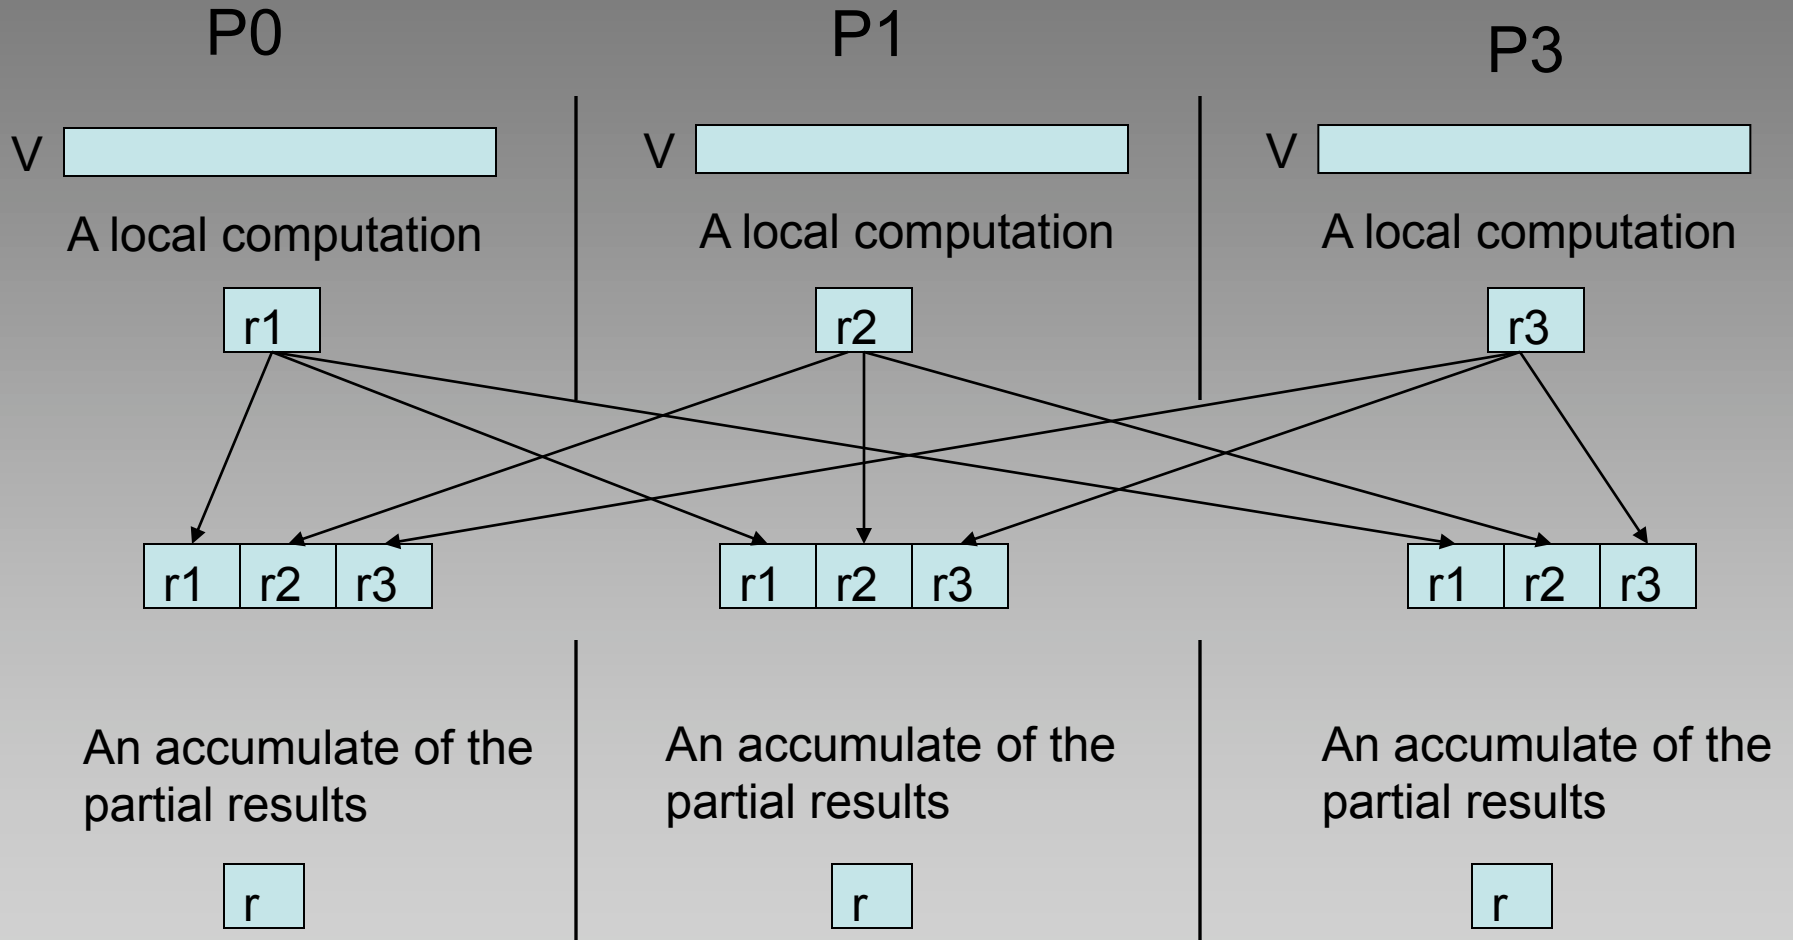 P0
P1
P3
V
V
V
A local computation
A local computation
A local computation
r1
r2
r3
r1 r2 r3
r1 r2 r3
r1 r2 r3
An accumulate of the
partial results
An accumulate of the
partial results
An accumulate of the
partial results
r
r
r